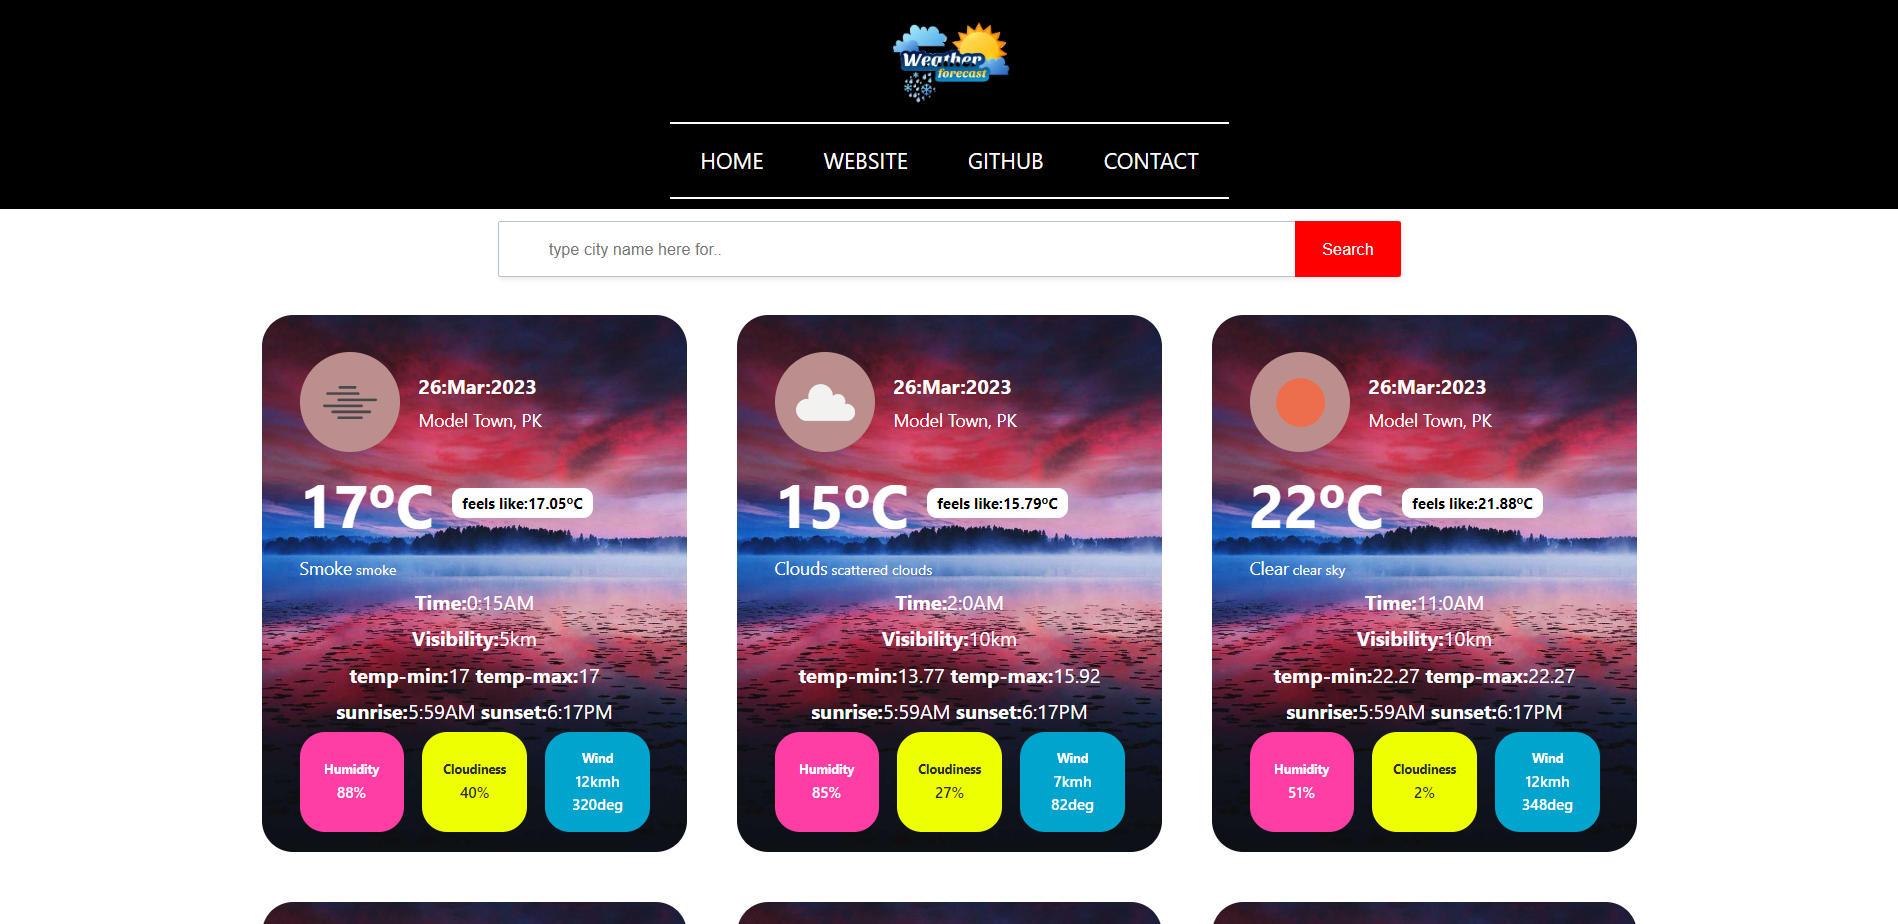 Weather
forecast
HOME WEBSITE GITHUB CONTACT
type city name here for..
Search
26:Mar:2023
Model Town, PK
17ºC feels like:17.05ºC
Smoke smoke
Time:0:15AM
Visibility:5km
temp-min:17 temp-max:17
sunrise:5:59AM sunset:6:17PM
Humidity
88%
Cloudiness
40%
Wind
12kmh
320deg
26:Mar:2023
Model Town, PK
15ºC feels like:15.79ºC
Clouds scattered clouds
Time:2:0AM
Visibility:10km
temp-min:13.77 temp-max:15.92
sunrise:5:59AM sunset:6:17PM
Humidity
85%
Cloudiness
27%
Wind
7kmh
82deg
26:Mar:2023
Model Town, PK
22ºC feels like:21.88ºC
Clear clear sky
Time:11:0AM
Visibility:10km
temp-min:22.27 temp-max:22.27
sunrise:5:59AM sunset:6:17PM
Humidity
51%
Cloudiness
2%
Wind
12kmh
348deg